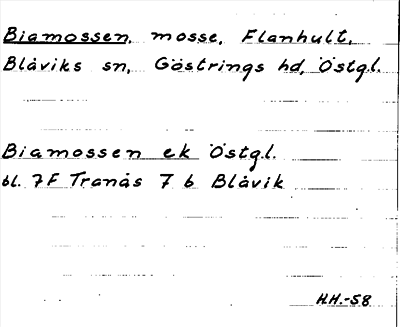 Biamossen, mosse, Flanhult,
Blåviks sn, Göstrings hd, Östgl.
Biamossen ek Östgl.
bl. 7F Tranås 7 b Blåvik
H.H.-58